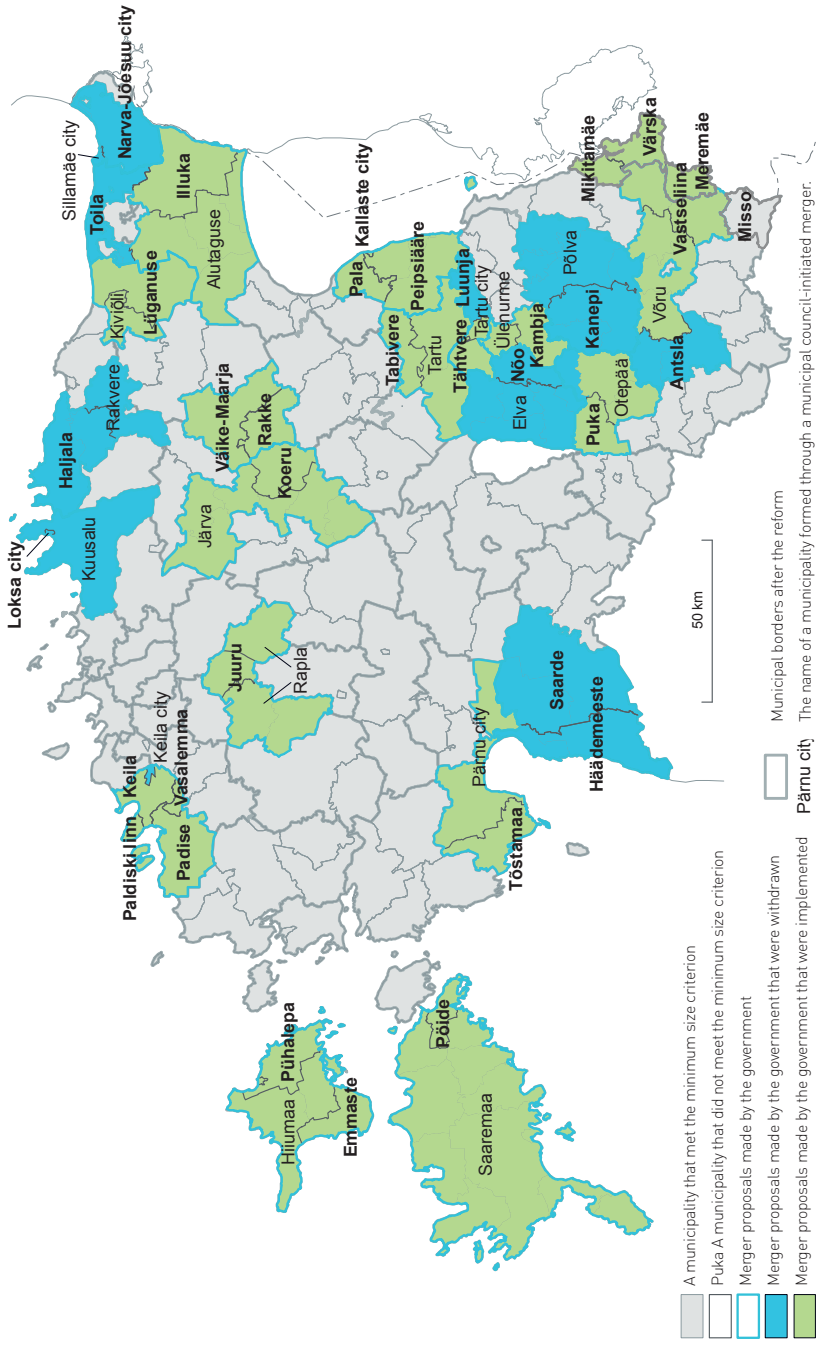 Loksa city
Haljala
Rakvere
Kuusalu
Toila
Sillamäe city
Narva-Jõesuu city
Kiviõli
Lüganuse
Illuka
Alutaguse
Väike-Maarja
Rakke
Koeru
Järva
Paldiski linn
Keila
Keila city
Vasalemma
Padise
Juuru
Rapla
Pühalepa
Hiiumaa
Emmaste
Pöide
Saaremaa
Pärnu city
Tõstamaa
Saarde
Häädemeeste
Pala
Kallaste city
Peipsiääre
Tabivere
Tartu
Tähtvere
Luunja
Tartu city
Ülenurme
Nõo
Kambja
Elva
Puka
Otepää
Kanepi
Põlva
Võru
Antsla
Mikitamäe
Värska
Vastseliina
Meremäe
Misso
50 km
A municipality that met the minimum size criterion
Puka A municipality that did not meet the minimum size criterion
Merger proposals made by the government
Merger proposals made by the government that were withdrawn
Merger proposals made by the government that were implemented
Municipal borders after the reform
Pärnu city The name of a municipality formed through a municipal council-initiated merger.